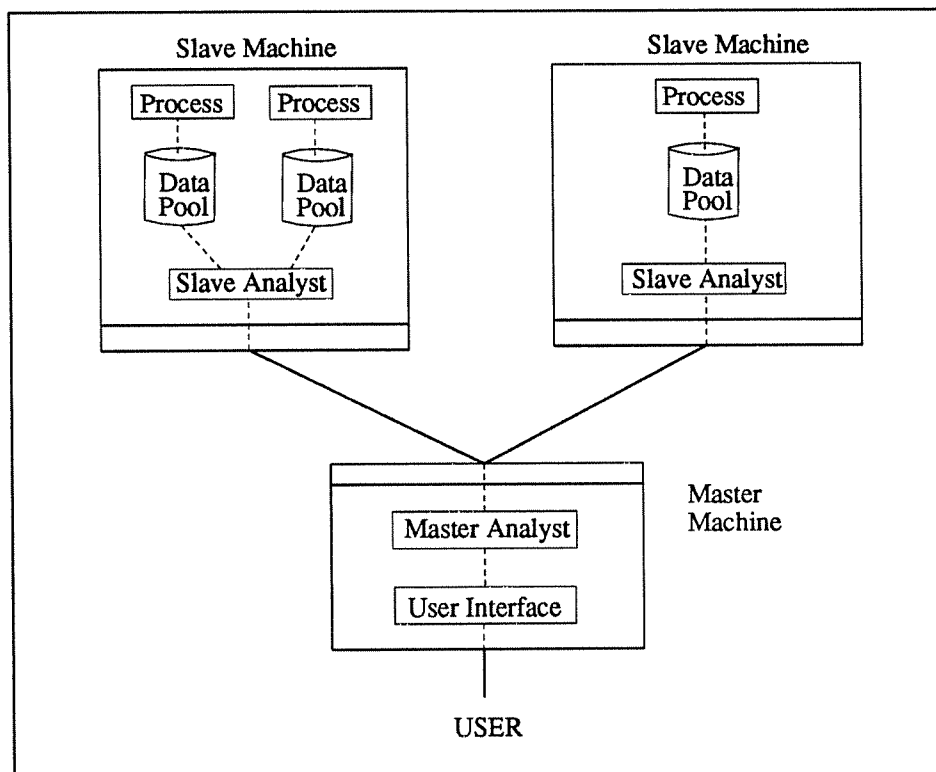 Slave Machine
Slave Machine
Process
Process
Process
Data
Pool
Data
Pool
Data
Pool
Slave Analyst
Slave Analyst
Master
Machine
Master Analyst
User Interface
USER